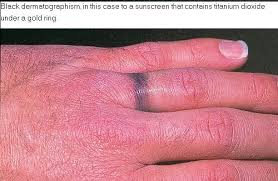 Black dermatographism, in this case to a sunscreen that contains titanium dioxide
under a gold ring.